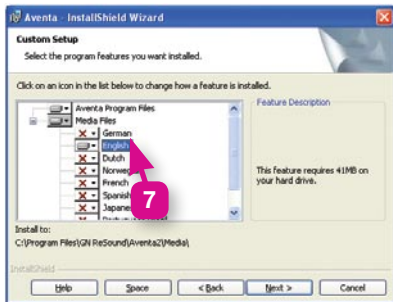 Aventa - InstallShield Wizard
Custom Setup
Select the program features you want installed.
Click on an icon in the list below to change how a feature is installed.
Aventa Program Files
Media Files
German
English
Dutch
French
Spanish
Feature Description
This feature requires 41MB on
your hard drive.
7
Install to:
C:\Program Files\GN ReSound\Aventa2\Media\
InstallShield
Help Space < Back Next > Cancel